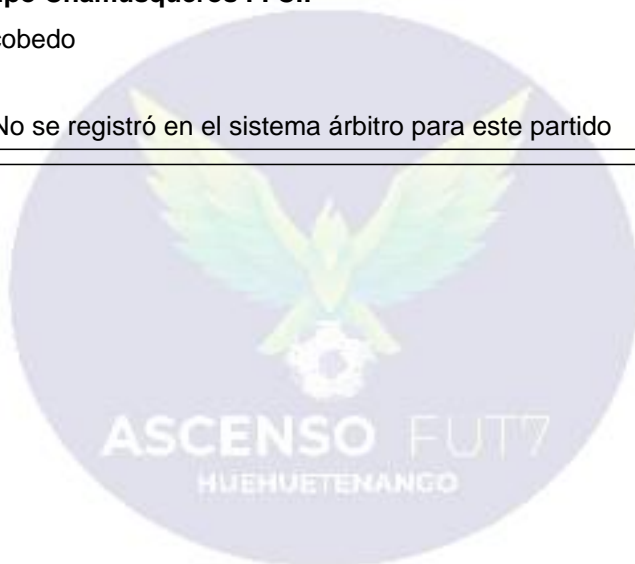 cobedo
No se registró en el sistema árbitro para este partido
ASCENSO FUT7
HUEHUETENANGO